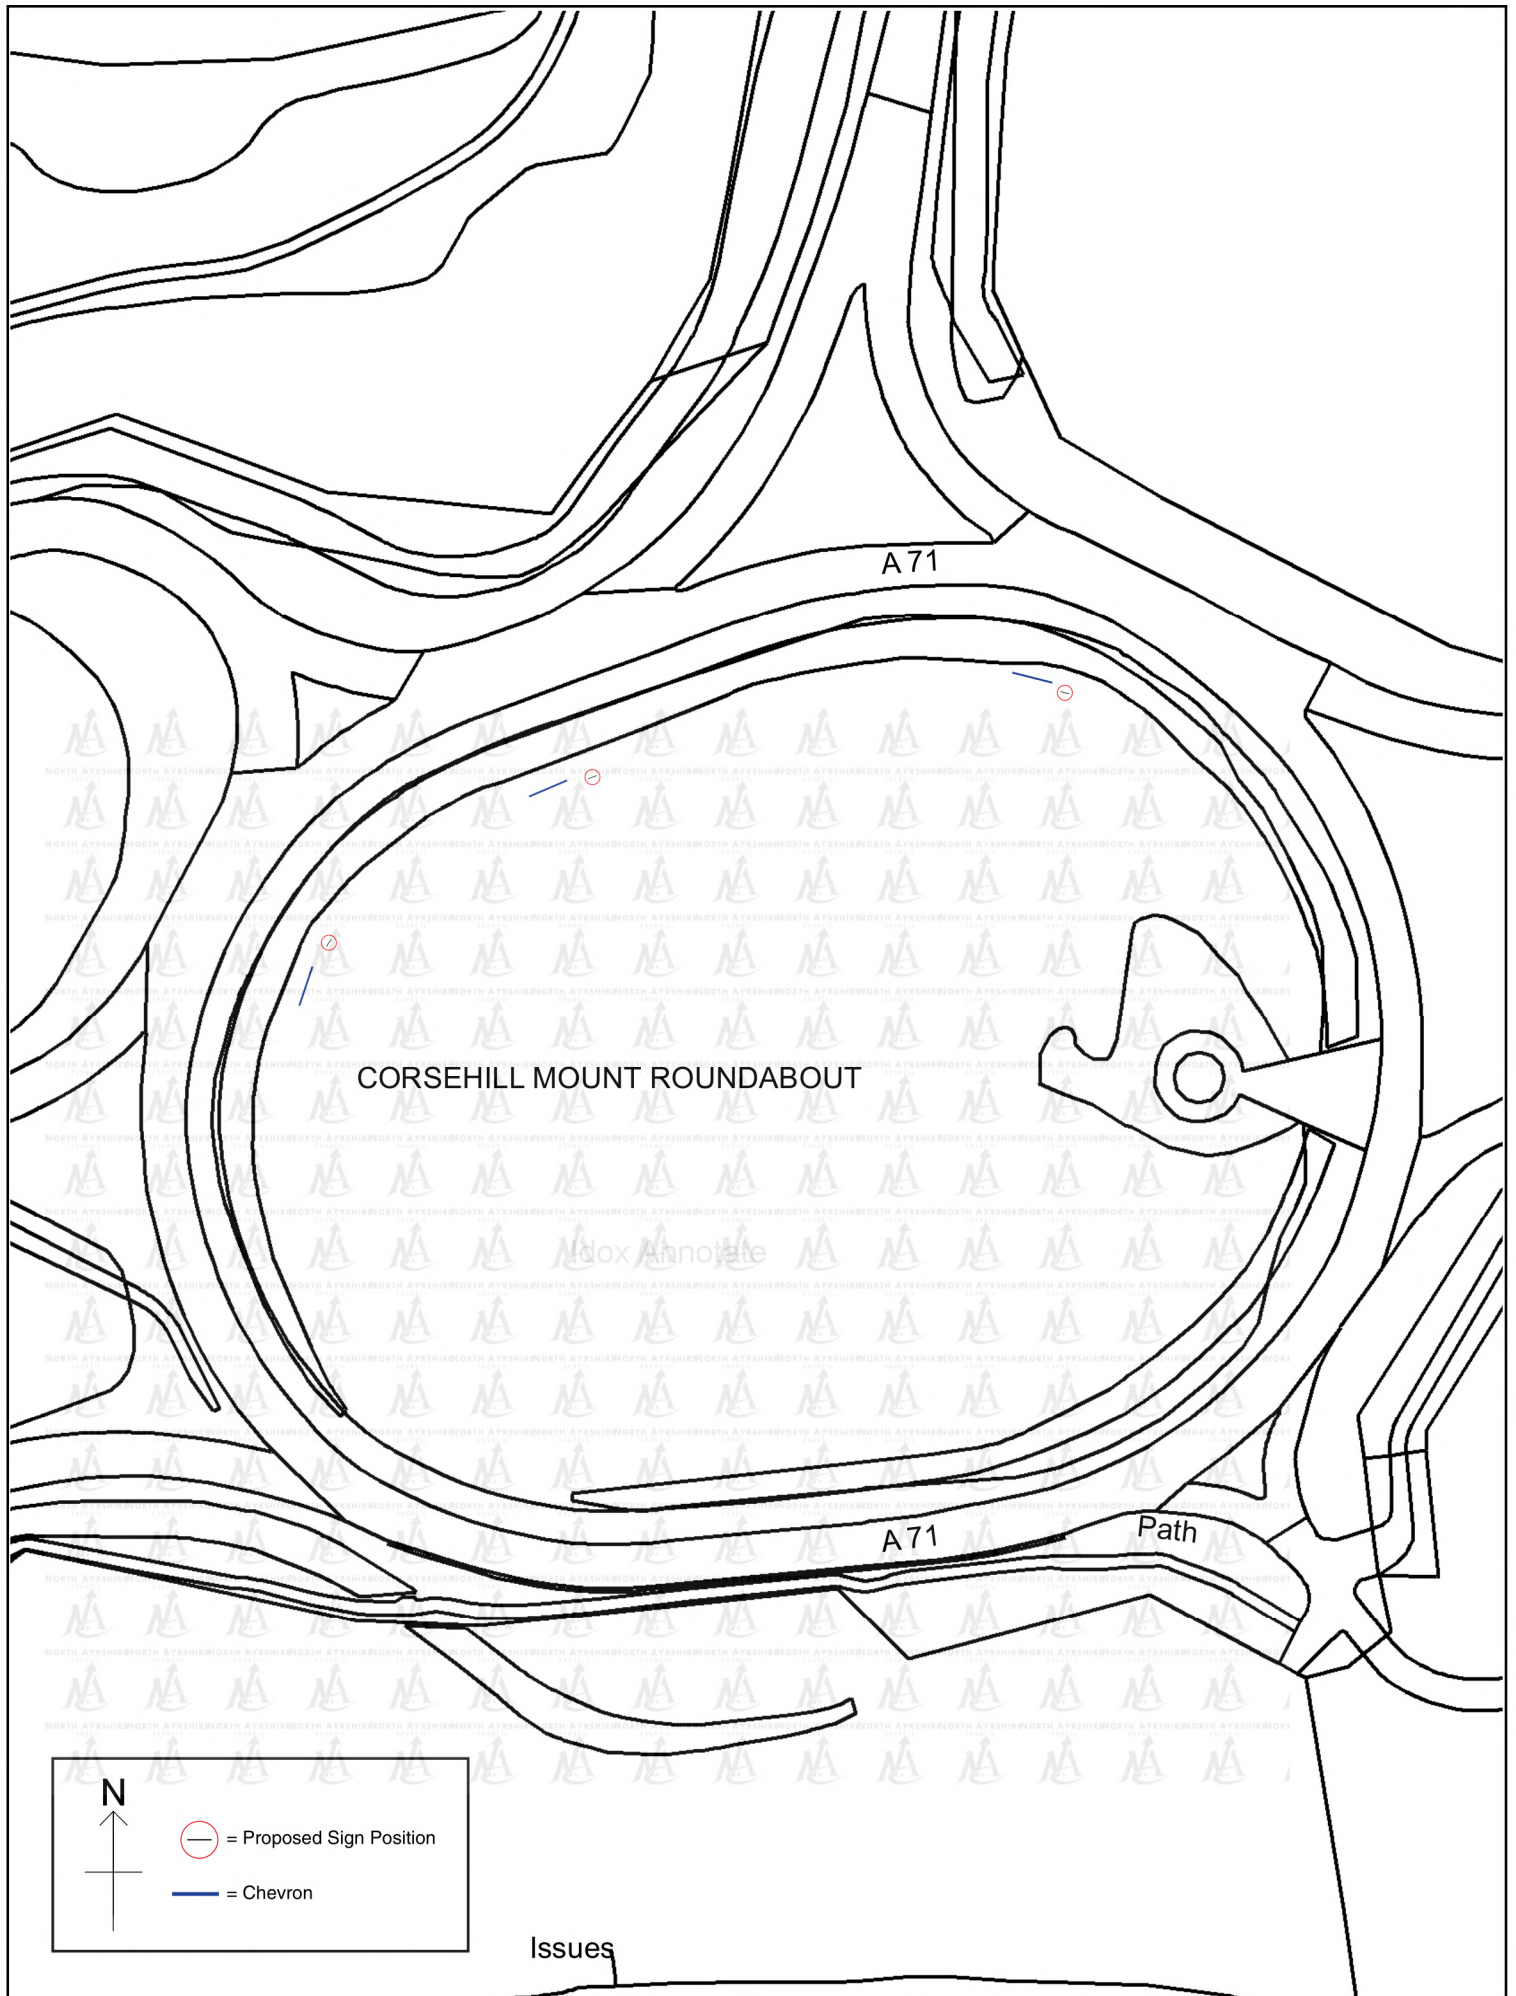 A 71
CORSEHILL MOUNT ROUNDABOUT
Idox Annotate
A 71
Path
N
= Proposed Sign Position
= Chevron
Issues